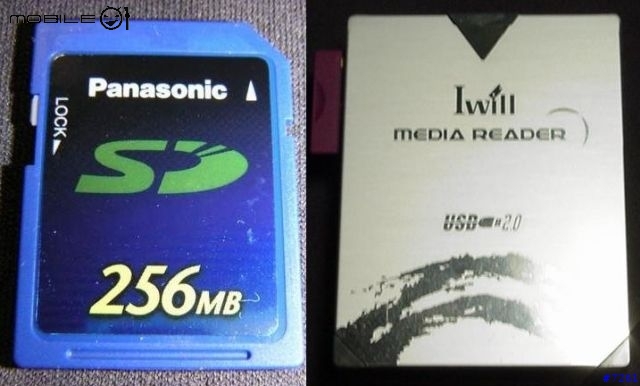 MOBILE01
Panasonic
LOCK
SD
256MB
Iwill
MEDIA READER
USB 2.0